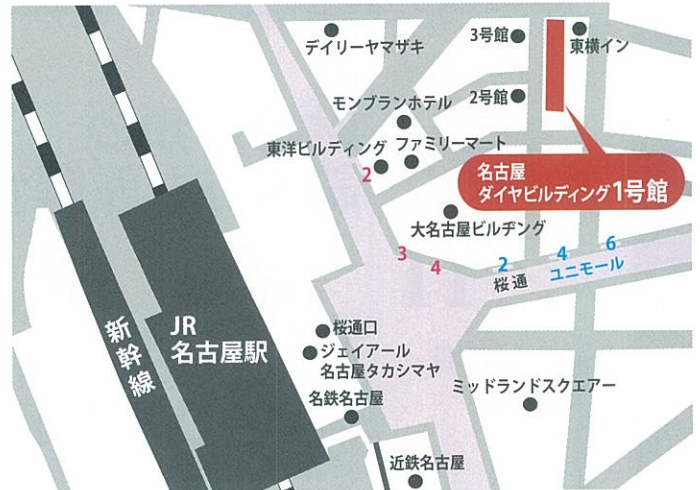 デイリーヤマザキ
3号館
東横イン
2号館
モンブランホテル
東洋ビルディング
ファミリーマート
2
名古屋
ダイヤビルディング1号館
大名古屋ビルヂング
3
4
2
4
6
桜通
ユニモール
新幹線
JR
名古屋駅
桜通口
ジェイアール
名古屋タカシマヤ
名鉄名古屋
ミッドランドスクエアー
近鉄名古屋